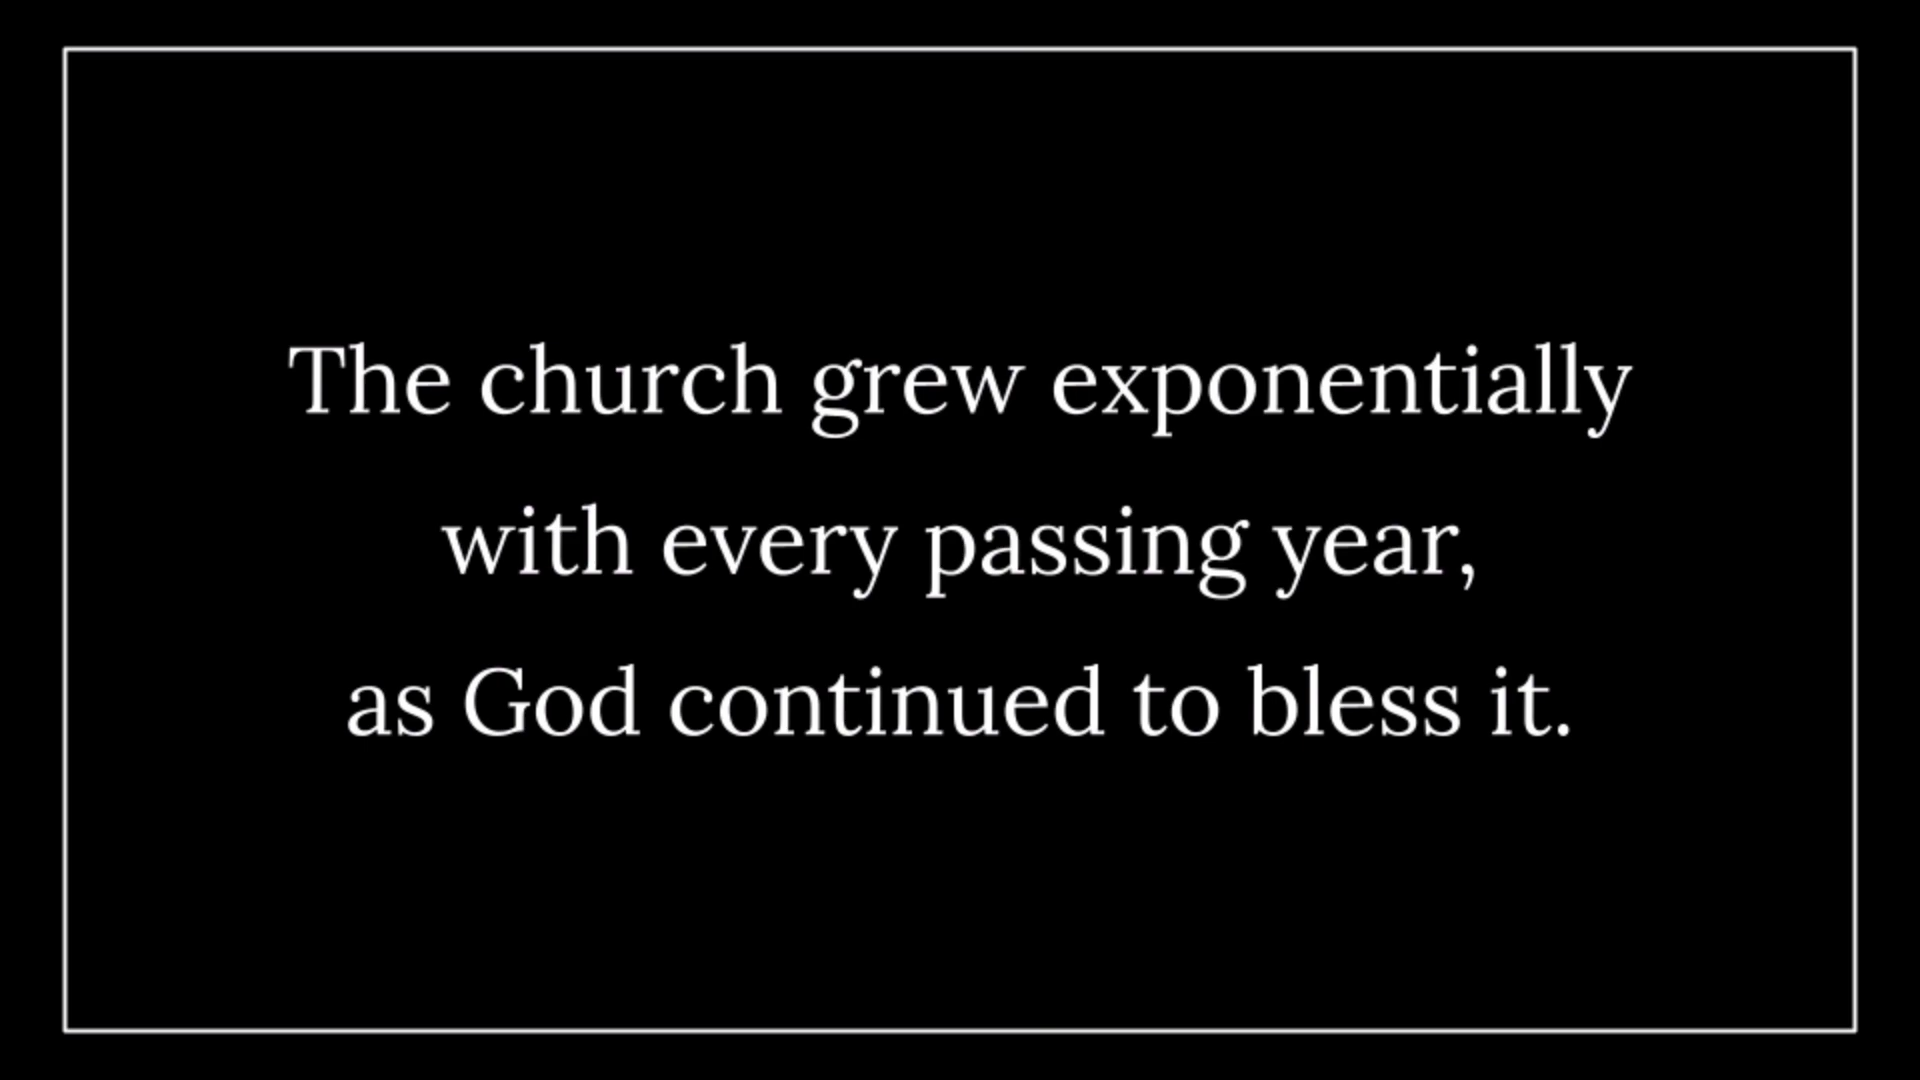 The church grew exponentially
with every passing year,
as God continued to bless it.